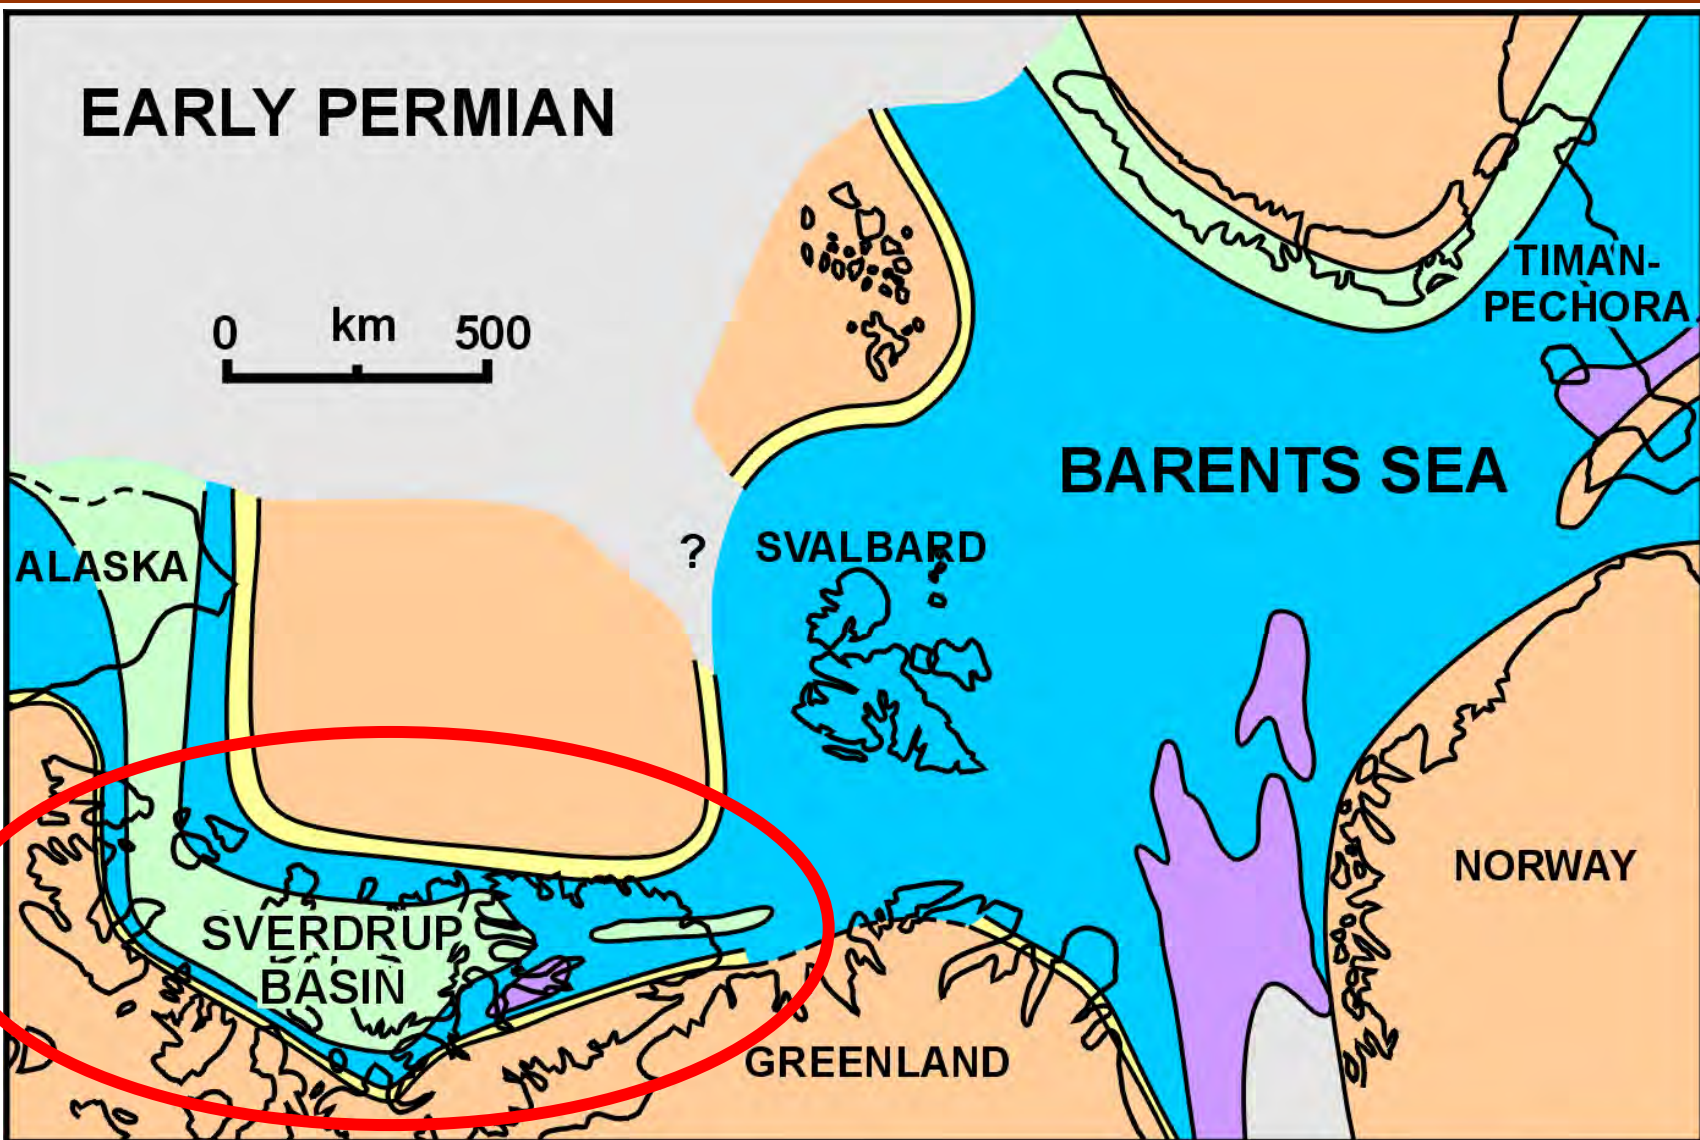 EARLY PERMIAN
0 km 500
TIMAN-
PECHORA
BARENTS SEA
?
SVALBARD
ALASKA
NORWAY
SVERDRUP
BASIN
GREENLAND